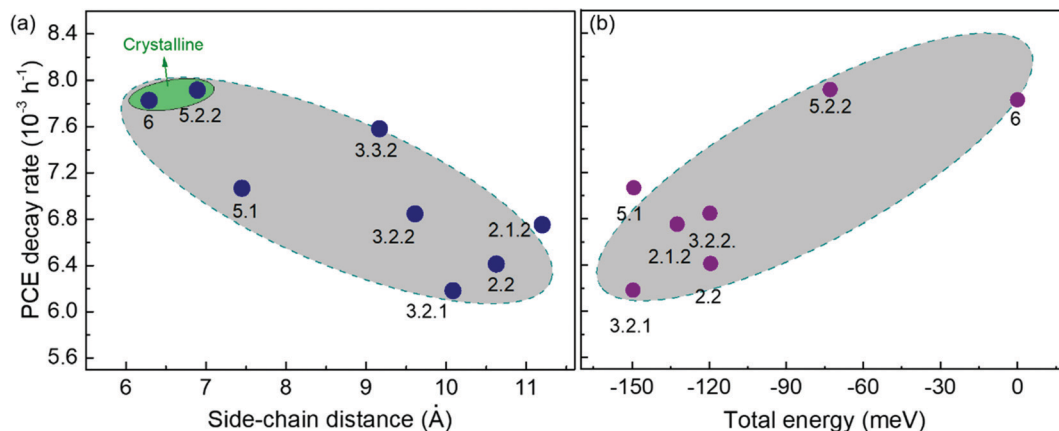 (a)
Crystalline
6
5.2.2
3.3.2
5.1
3.2.2
2.1.2
2.2
3.2.1
PCE decay rate (10⁻³ h⁻¹)
8.4
8.0
7.6
7.2
6.8
6.4
6.0
5.6
6 7 8 9 10 11
Side-chain distance (Å)
(b)
5.2.2
6
5.1
2.1.2
3.2.2.
2.2
3.2.1
-150 -120 -90 -60 -30 0
Total energy (meV)